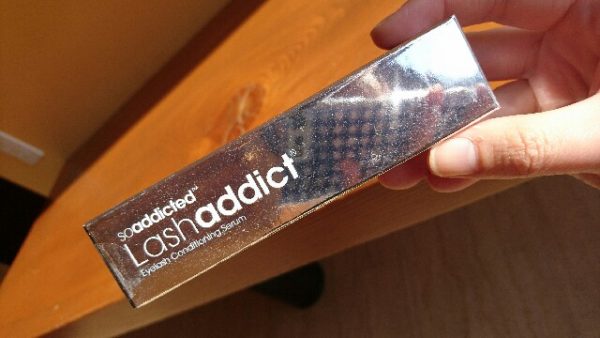 soaddicted™
Lashaddict®
Eyelash Conditioning Serum